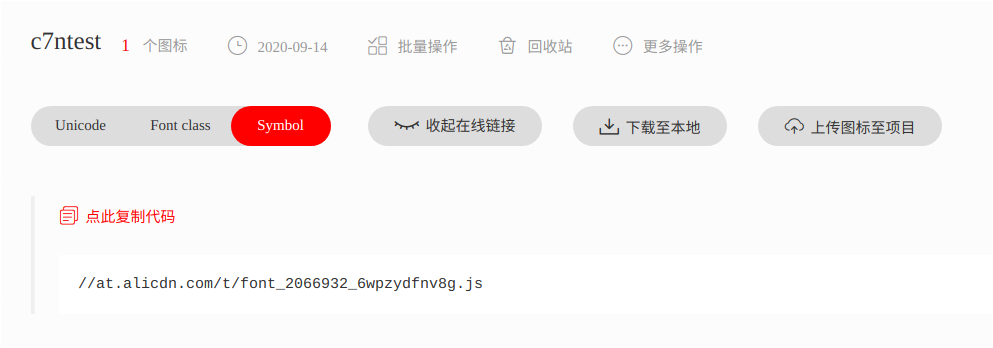 c7ntest 1 个图标 2020-09-14 批量操作 回收站 更多操作
Unicode Font class Symbol 收起在线链接 下载至本地 上传图标至项目
点此复制代码
//at.alicdn.com/t/font_2066932_6wpzydfnv8g.js